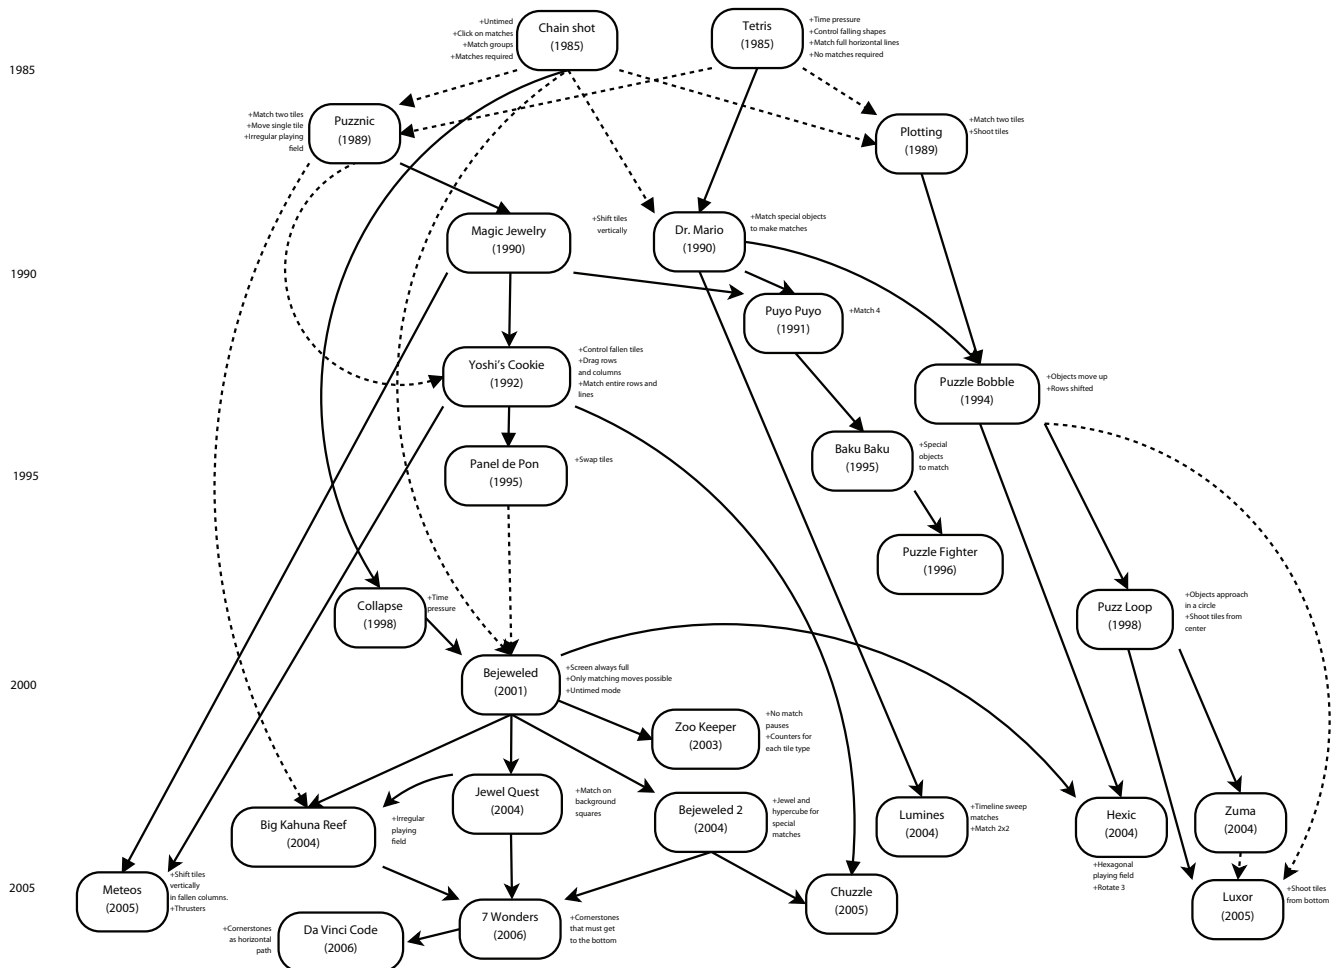 +Untimed
+Click on matches
+Match groups
+Matches required
Chain shot
(1985)
Tetris
(1985)
+Time pressure
+Control falling shapes
+Match full horizontal lines
+No matches required
1985
+Match two tiles
+Move single tile
+Irregular playing
field
Puzznic
(1989)
Plotting
(1989)
+Match two tiles
+Shoot tiles
Magic Jewelry
(1990)
+Shift tiles
vertically
Dr. Mario
(1990)
+Match special objects
to make matches
1990
Puyo Puyo
(1991)
+Match 4
Yoshi's Cookie
(1992)
+Control fallen tiles
+Drag rows
and columns
+Match entire rows and
lines
Puzzle Bobble
(1994)
+Objects move up
+Rows shifted
Baku Baku
(1995)
+Special
objects
to match
1995
Panel de Pon
(1995)
+Swap tiles
Puzzle Fighter
(1996)
Collapse
(1998)
+Time
pressure
Puzz Loop
(1998)
+Objects approach
in a circle
+Shoot tiles from
center
2000
Bejeweled
(2001)
+Screen always full
+Only matching moves possible
+Untimed mode
Zoo Keeper
(2003)
+No match
pauses
+Counters for
each tile type
Big Kahuna Reef
(2004)
+Irregular
playing
field
Jewel Quest
(2004)
+Match on
background
squares
Bejeweled 2
(2004)
+Jewel and
hypercube for
special
matches
Lumines
(2004)
+Timeline sweep
matches
+Match 2x2
Hexic
(2004)
+Hexagonal
playing field
+Rotate 3
Zuma
(2004)
2005
Meteos
(2005)
+Shift tiles
vertically
in fallen columns.
+Thrusters
Chuzzle
(2005)
Luxor
(2005)
+Shoot tiles
from bottom
+Cornerstones
as horizontal
path
Da Vinci Code
(2006)
7 Wonders
(2006)
+Cornerstones
that must get
to the bottom